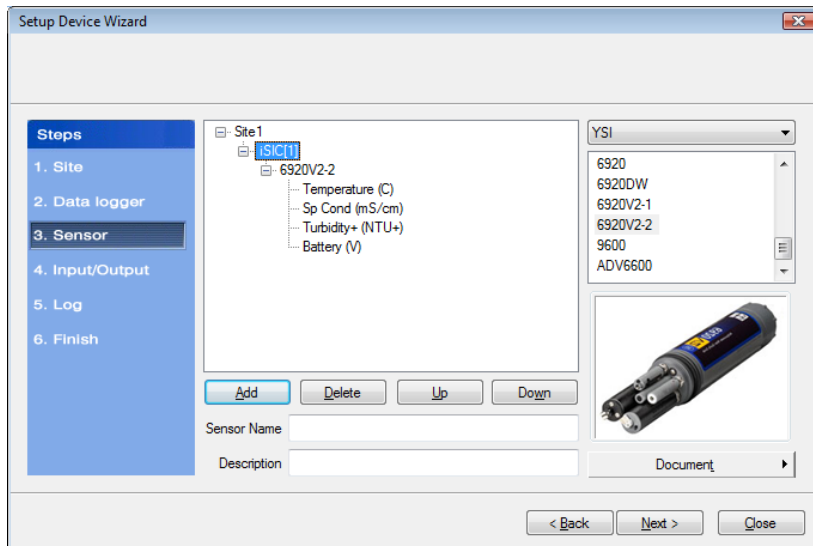 Setup Device Wizard
Steps
1. Site
2. Data logger
3. Sensor
4. Input/Output
5. Log
6. Finish
Site1
iSIC[1]
6920V2-2
Temperature (C)
Sp Cond (mS/cm)
Turbidity+ (NTU+)
Battery (V)
Add
Delete
Up
Down
Sensor Name
Description
YSI
6920
6920DW
6920V2-1
6920V2-2
9600
ADV6600
Document
< Back
Next >
Close